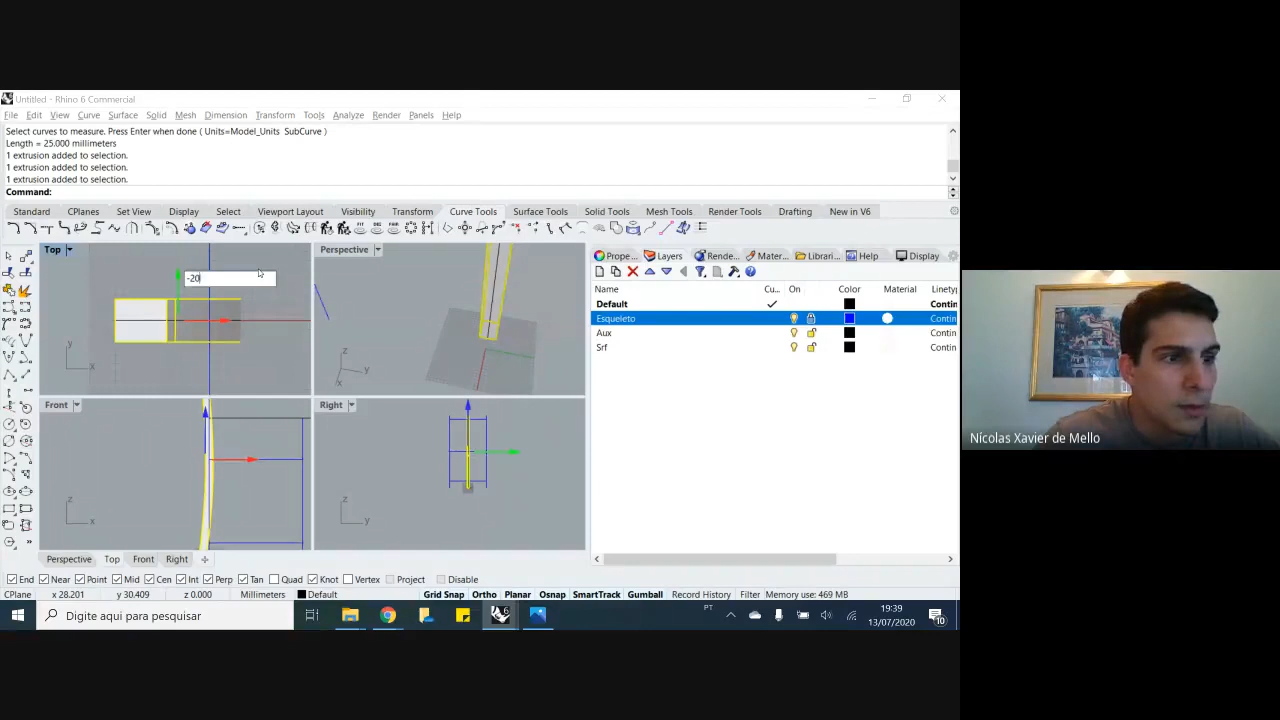 Untitled - Rhino 6 Commercial
File Edit View Curve Surface Solid Mesh Dimension Transform Tools Analyze Render Panels Help
Select curves to measure. Press Enter when done ( Units=Model_Units SubCurve )
Length = 25.000 millimeters
1 extrusion added to selection.
1 extrusion added to selection.
1 extrusion added to selection.
Command:
Standard CPlanes Set View Display Select Viewport Layout Visibility Transform Curve Tools Surface Tools Solid Tools Mesh Tools Render Tools Drafting New in V6
Top
-20
y
x
Perspective
z
x
y
Front
z
x
Right
z
y
Prope... Layers Rende... Mater... Librari... Help Display
Name Cu... On Color Material Linety
Default Contin
Esqueleto Contin
Aux Contin
Srf Contin
Nícolas Xavier de Mello
Perspective Top Front Right
End Near Point Mid Cen Int Perp Tan Quad Knot Vertex Project Disable
CPlane x 28.201 y 30.409 z 0.000 Millimeters Default Grid Snap Ortho Planar Osnap SmartTrack Gumball Record History Filter Memory use: 469 MB
Digite aqui para pesquisar
6
PT
19:39
13/07/2020
10